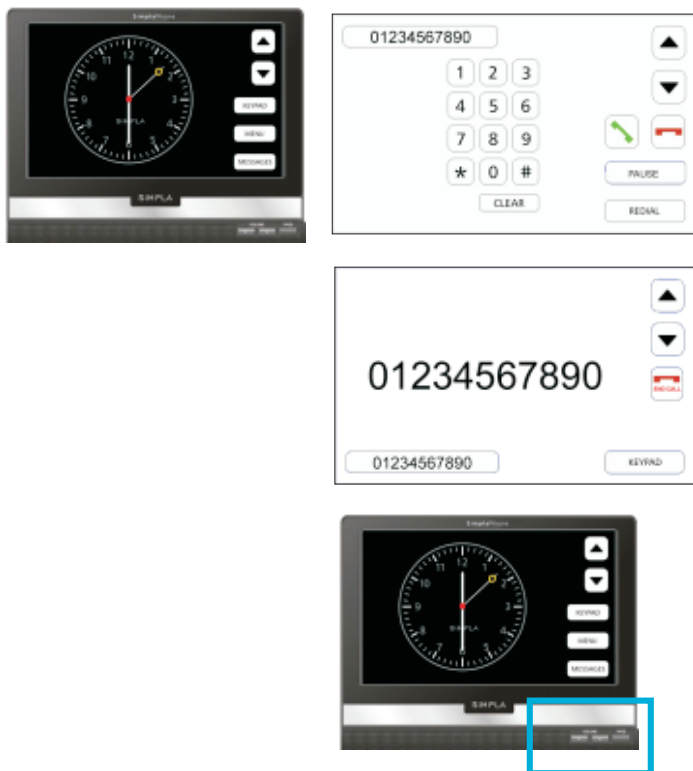 SimplaPhone
12
11 1
10 2
9 3
8 4
7 5
6
SIMPLA
KEYPAD
MENU
MESSAGES
SIMPLA
01234567890
1 2 3
4 5 6
7 8 9
* 0 #
CLEAR
PAUSE
REDIAL
01234567890
END CALL
01234567890
KEYPAD
SimplaPhone
12
11 1
10 2
9 3
8 4
7 5
6
SIMPLA
KEYPAD
MENU
MESSAGES
SIMPLA